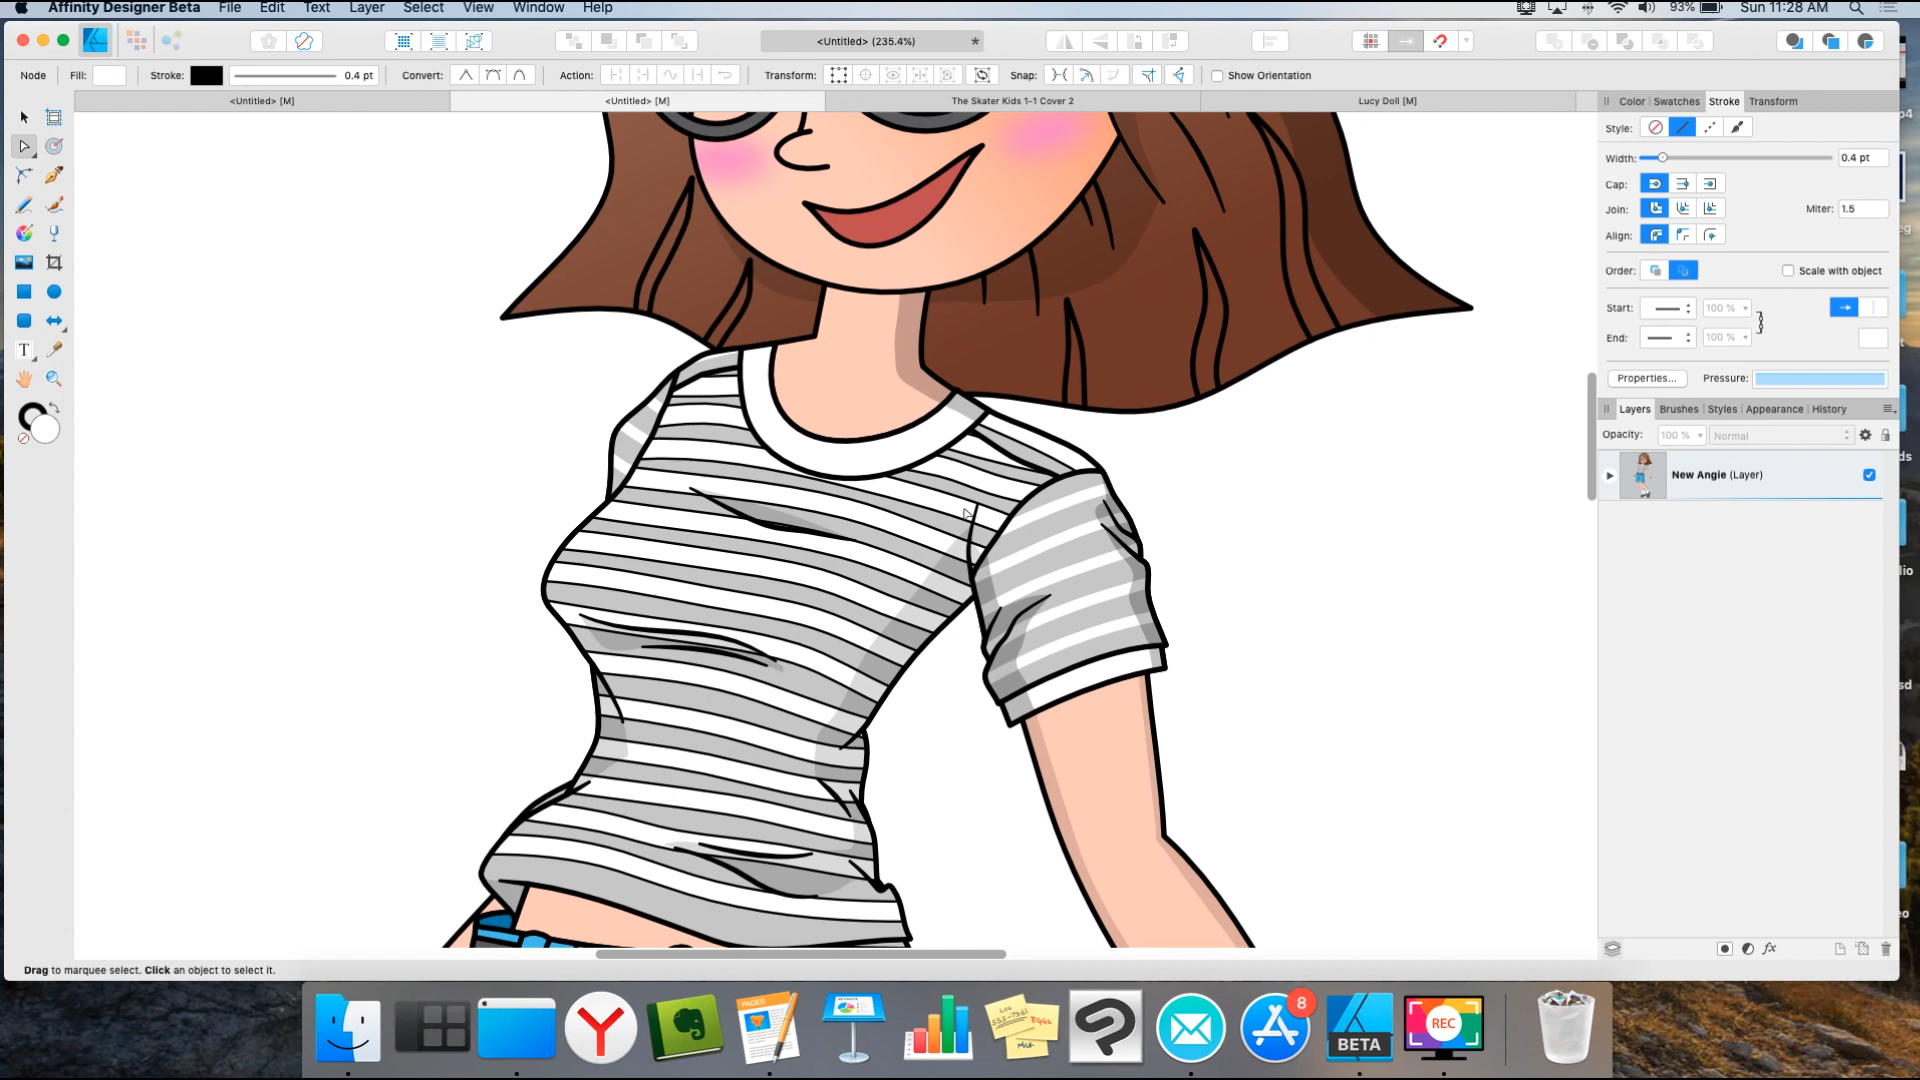 Affinity Designer Beta File Edit Text Layer Select View Window Help 93% Sun 11:28 AM
<Untitled> (235.4%) *
Node Fill: Stroke: 0.4 pt Convert: Action: Transform: Snap: Show Orientation
<Untitled> [M] <Untitled> [M] The Skater Kids 1-1 Cover 2 Lucy Doll [M]
Color Swatches Stroke Transform
Style:
Width: 0.4 pt
Cap:
Join: Miter: 1.5
Align:
Order: Scale with object
Start: 100 %
End: 100 %
Properties... Pressure:
Layers Brushes Styles Appearance History
Opacity: 100 % Normal
New Angie (Layer)
T
fx
Drag to marquee select. Click an object to select it.
PAGES
8
REC
BETA